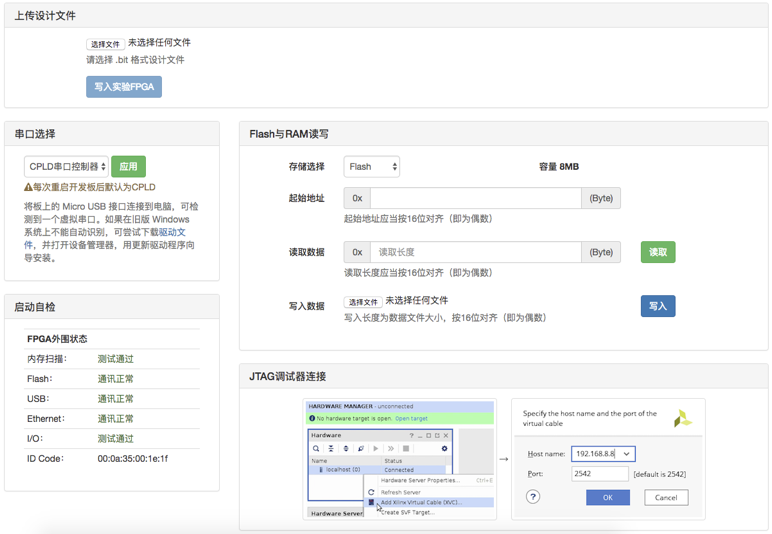 上传设计文件
选择文件 未选择任何文件
请选择 .bit 格式设计文件
写入实验FPGA
串口选择
CPLD串口控制器 应用
每次重启开发板后默认为CPLD
将板上的 Micro USB 接口连接到电脑，可检
测到一个虚拟串口。如果在旧版 Windows
系统上不能自动识别，可尝试下载驱动文
件，并打开设备管理器，用更新驱动程序向
导安装。
启动自检
FPGA外围状态
内存扫描： 测试通过
Flash： 通讯正常
USB： 通讯正常
Ethernet： 通讯正常
I/O： 测试通过
ID Code： 00:0a:35:00:1e:1f
Flash与RAM读写
存储选择 Flash 容量 8MB
起始地址 0x (Byte)
起始地址应当按16位对齐（即为偶数）
读取数据 0x 读取长度 (Byte) 读取
读取长度应当按16位对齐（即为偶数）
写入数据 选择文件 未选择任何文件 写入
写入长度为数据文件大小，按16位对齐（即为偶数）
JTAG调试器连接
HARDWARE MANAGER - unconnected
No hardware target is open. Open target
Hardware
Name Status
localhost (0) Connected
Hardware Server Properties... Ctrl+E
Refresh Server
Add Xilinx Virtual Cable (XVC)...
Hardware Server
Create SVF Target...
Specify the host name and the port of the
virtual cable
Host name: 192.168.8.8
Port: 2542 [default is 2542]
? OK Cancel